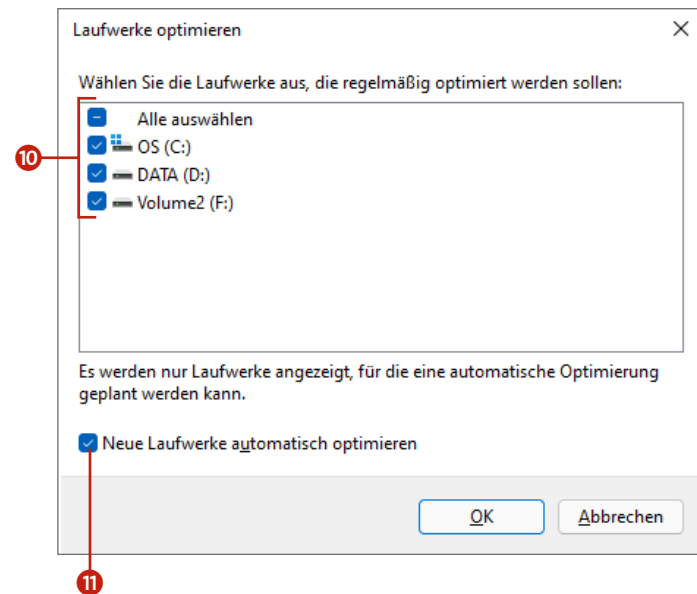 Laufwerke optimieren
Wählen Sie die Laufwerke aus, die regelmäßig optimiert werden sollen:
Alle auswählen
OS (C:)
10
DATA (D:)
Volume2 (F:)
Es werden nur Laufwerke angezeigt, für die eine automatische Optimierung
geplant werden kann.
Neue Laufwerke automatisch optimieren
OK
Abbrechen
11